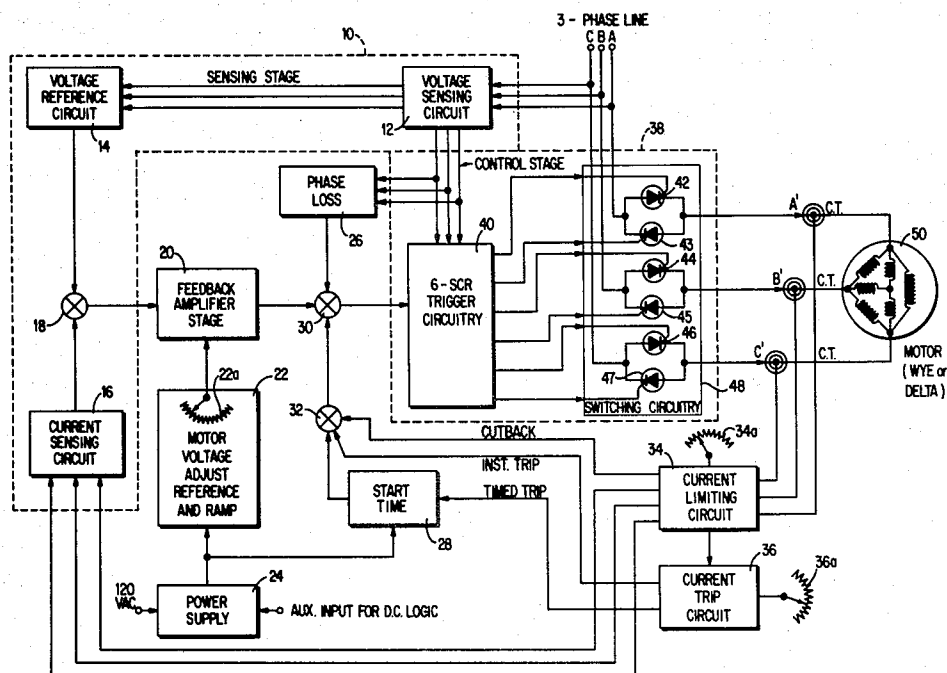 3 - PHASE LINE
C B A
10
VOLTAGE
REFERENCE
CIRCUIT
14
SENSING STAGE
VOLTAGE
SENSING
CIRCUIT
12
38
CONTROL STAGE
PHASE
LOSS
26
40
6-SCR
TRIGGER
CIRCUITRY
42
43
44
45
46
47
48
SWITCHING CIRCUITRY
A'
C.T.
B'
C.T.
C'
C.T.
50
MOTOR
( WYE or
DELTA )
18
20
FEEDBACK
AMPLIFIER
STAGE
30
32
16
CURRENT
SENSING
CIRCUIT
22a
22
MOTOR
VOLTAGE
ADJUST
REFERENCE
AND RAMP
CUTBACK
INST. TRIP
TIMED TRIP
START
TIME
28
34a
34
CURRENT
LIMITING
CIRCUIT
36
CURRENT
TRIP
CIRCUIT
36a
120
VAC
24
POWER
SUPPLY
AUX. INPUT FOR D.C. LOGIC